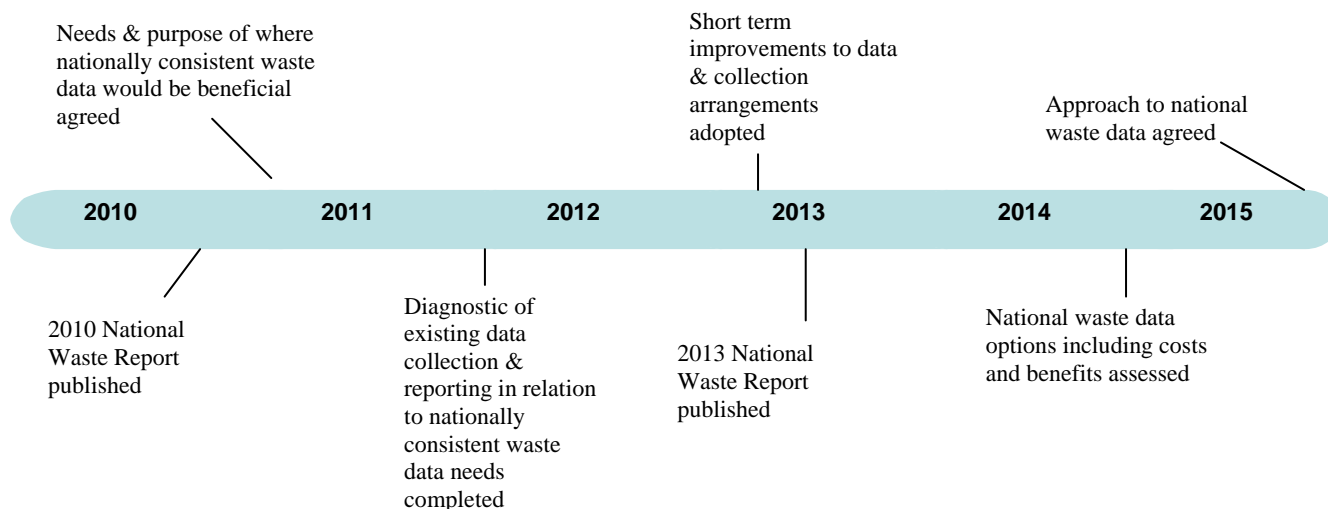 Needs & purpose of where
nationally consistent waste
data would be beneficial
agreed
Short term
improvements to data
& collection
arrangements
adopted
Approach to national
waste data agreed
2010
2011
2012
2013
2014
2015
2010 National
Waste Report
published
Diagnostic of
existing data
collection &
reporting in relation
to nationally
consistent waste
data needs
completed
2013 National
Waste Report
published
National waste data
options including costs
and benefits assessed